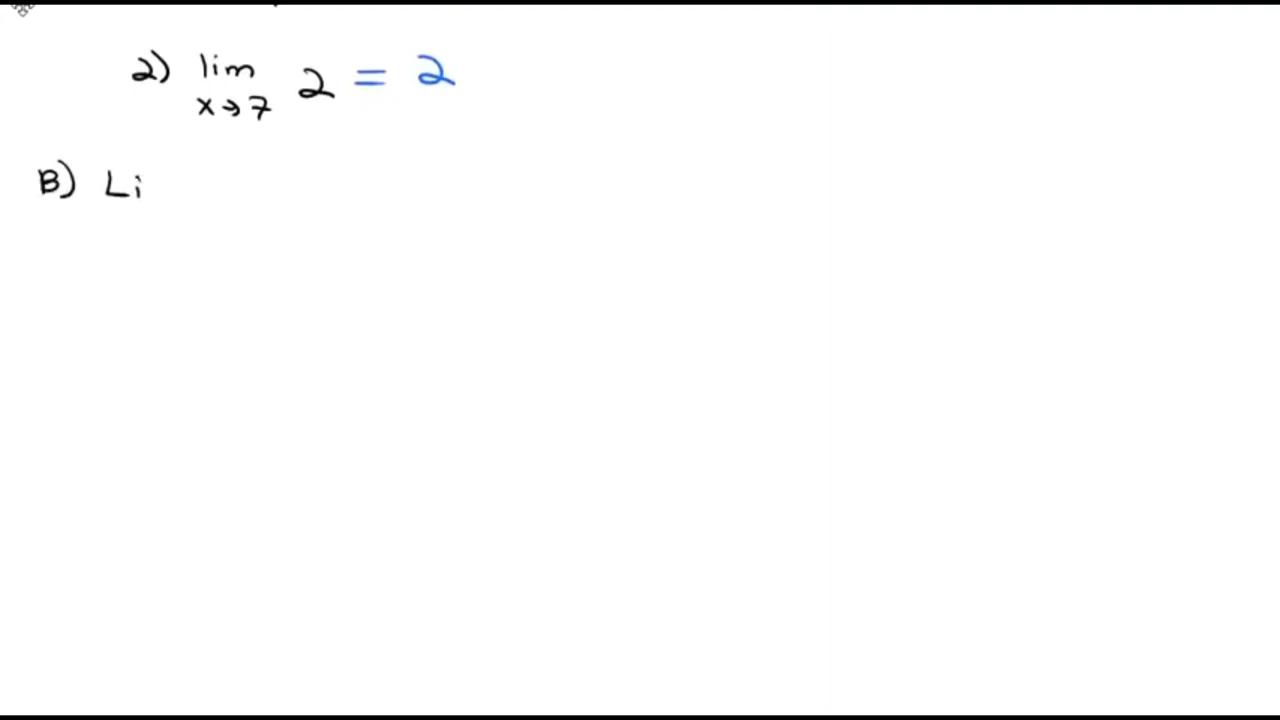 2) lim 2 = 2
x→7
B) Li